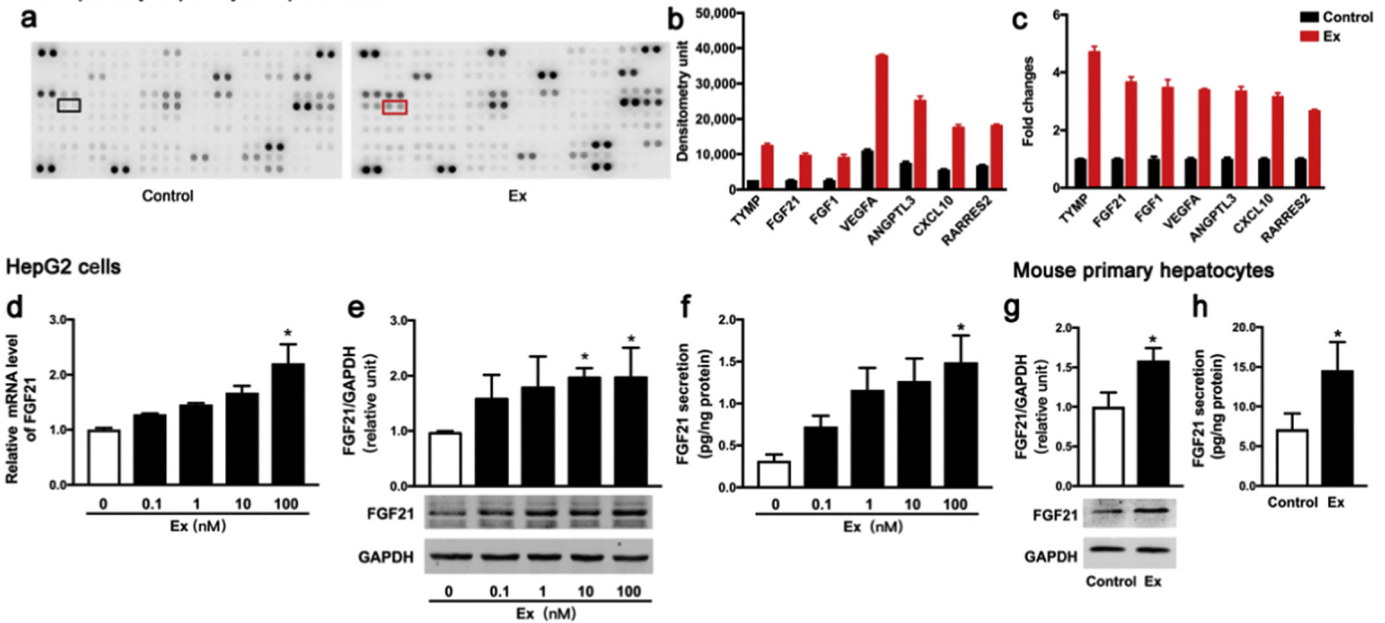 a
Control
Ex
b
Densitometry unit
50,000
40,000
30,000
20,000
10,000
0
TYMP
FGF21
FGF1
VEGFA
ANGPTL3
CXCL10
RARRES2
c
Fold changes
6
4
2
0
TYMP
FGF21
FGF1
VEGFA
ANGPTL3
CXCL10
RARRES2
Control
Ex
HepG2 cells
d
Relative mRNA level
of FGF21
3.0
2.0
1.0
0.0
*
0 0.1 1 10 100
Ex (nM)
e
FGF21/GAPDH
(relative unit)
3.0
2.0
1.0
0.0
* *
FGF21
GAPDH
0 0.1 1 10 100
Ex (nM)
f
FGF21 secretion
(pg/ng protein)
2.0
1.5
1.0
0.5
0.0
*
0 0.1 1 10 100
Ex (nM)
Mouse primary hepatocytes
g
FGF21/GAPDH
(relative unit)
2.0
1.5
1.0
0.5
0.0
*
FGF21
GAPDH
Control Ex
h
FGF21 secretion
(pg/ng protein)
20.0
15.0
10.0
5.0
0.0
*
Control Ex